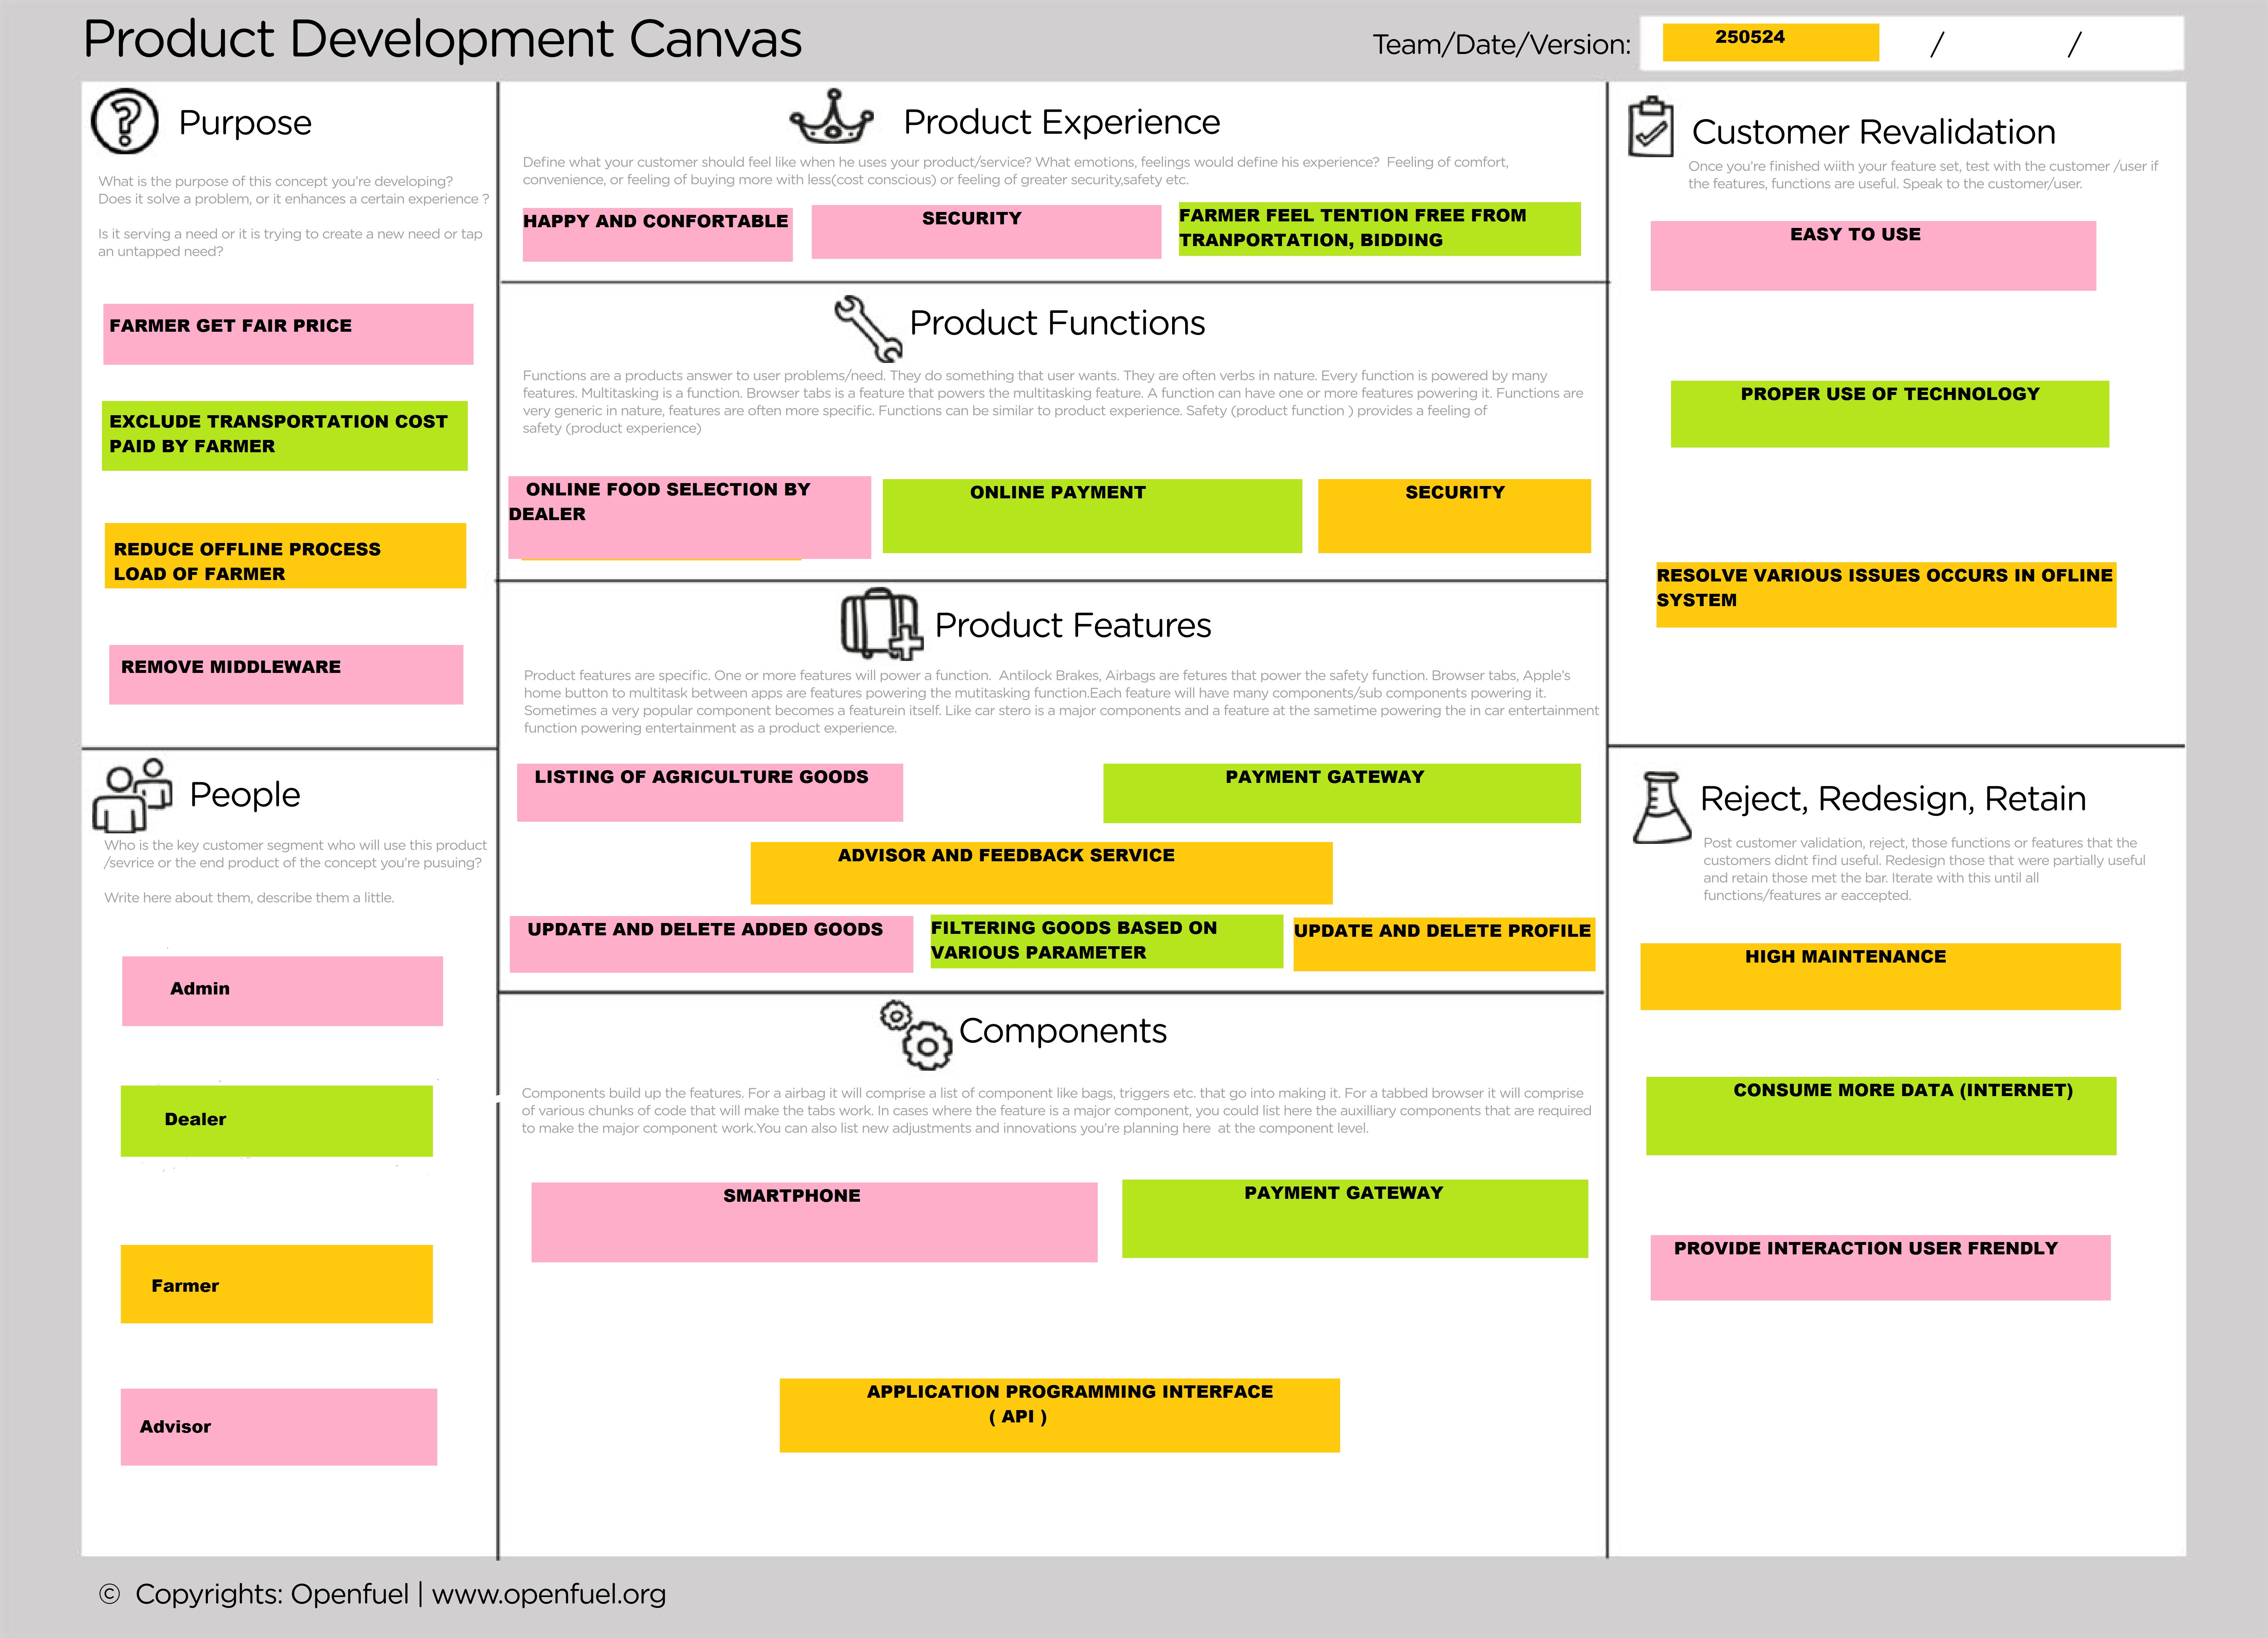 Product Development Canvas
Team/Date/Version:
250524
/ /
Purpose
What is the purpose of this concept you're developing?
Does it solve a problem, or it enhances a certain experience ?
Is it serving a need or it is trying to create a new need or tap
an untapped need?
FARMER GET FAIR PRICE
EXCLUDE TRANSPORTATION COST
PAID BY FARMER
REDUCE OFFLINE PROCESS
LOAD OF FARMER
REMOVE MIDDLEWARE
People
Who is the key customer segment who will use this product
/sevrice or the end product of the concept you're pusuing?
Write here about them, describe them a little.
Admin
Dealer
Farmer
Advisor
Product Experience
Define what your customer should feel like when he uses your product/service? What emotions, feelings would define his experience? Feeling of comfort,
convenience, or feeling of buying more with less(cost conscious) or feeling of greater security,safety etc.
HAPPY AND CONFORTABLE
SECURITY
FARMER FEEL TENTION FREE FROM
TRANPORTATION, BIDDING
Product Functions
Functions are a products answer to user problems/need. They do something that user wants. They are often verbs in nature. Every function is powered by many
features. Multitasking is a function. Browser tabs is a feature that powers the multitasking feature. A function can have one or more features powering it. Functions are
very generic in nature, features are often more specific. Functions can be similar to product experience. Safety (product function ) provides a feeling of
safety (product experience)
ONLINE FOOD SELECTION BY
DEALER
ONLINE PAYMENT
SECURITY
Product Features
Product features are specific. One or more features will power a function. Antilock Brakes, Airbags are fetures that power the safety function. Browser tabs, Apple's
home button to multitask between apps are features powering the mutitasking function.Each feature will have many components/sub components powering it.
Sometimes a very popular component becomes a featurein itself. Like car stero is a major components and a feature at the sametime powering the in car entertainment
function powering entertainment as a product experience.
LISTING OF AGRICULTURE GOODS
PAYMENT GATEWAY
ADVISOR AND FEEDBACK SERVICE
UPDATE AND DELETE ADDED GOODS
FILTERING GOODS BASED ON
VARIOUS PARAMETER
UPDATE AND DELETE PROFILE
Components
Components build up the features. For a airbag it will comprise a list of component like bags, triggers etc. that go into making it. For a tabbed browser it will comprise
of various chunks of code that will make the tabs work. In cases where the feature is a major component, you could list here the auxilliary components that are required
to make the major component work.You can also list new adjustments and innovations you're planning here at the component level.
SMARTPHONE
PAYMENT GATEWAY
APPLICATION PROGRAMMING INTERFACE
( API )
Customer Revalidation
Once you're finished wiith your feature set, test with the customer /user if
the features, functions are useful. Speak to the customer/user.
EASY TO USE
PROPER USE OF TECHNOLOGY
RESOLVE VARIOUS ISSUES OCCURS IN OFLINE
SYSTEM
Reject, Redesign, Retain
Post customer validation, reject, those functions or features that the
customers didnt find useful. Redesign those that were partially useful
and retain those met the bar. Iterate with this until all
functions/features ar eaccepted.
HIGH MAINTENANCE
CONSUME MORE DATA (INTERNET)
PROVIDE INTERACTION USER FRENDLY
© Copyrights: Openfuel | www.openfuel.org